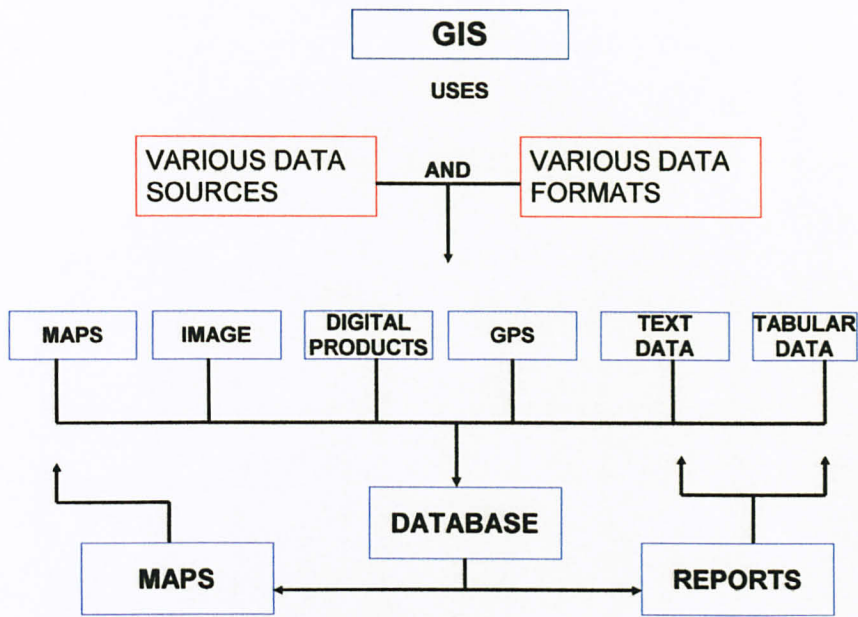 GIS
USES
VARIOUS DATA
SOURCES
AND
VARIOUS DATA
FORMATS
MAPS
IMAGE
DIGITAL
PRODUCTS
GPS
TEXT
DATA
TABULAR
DATA
DATABASE
MAPS
REPORTS